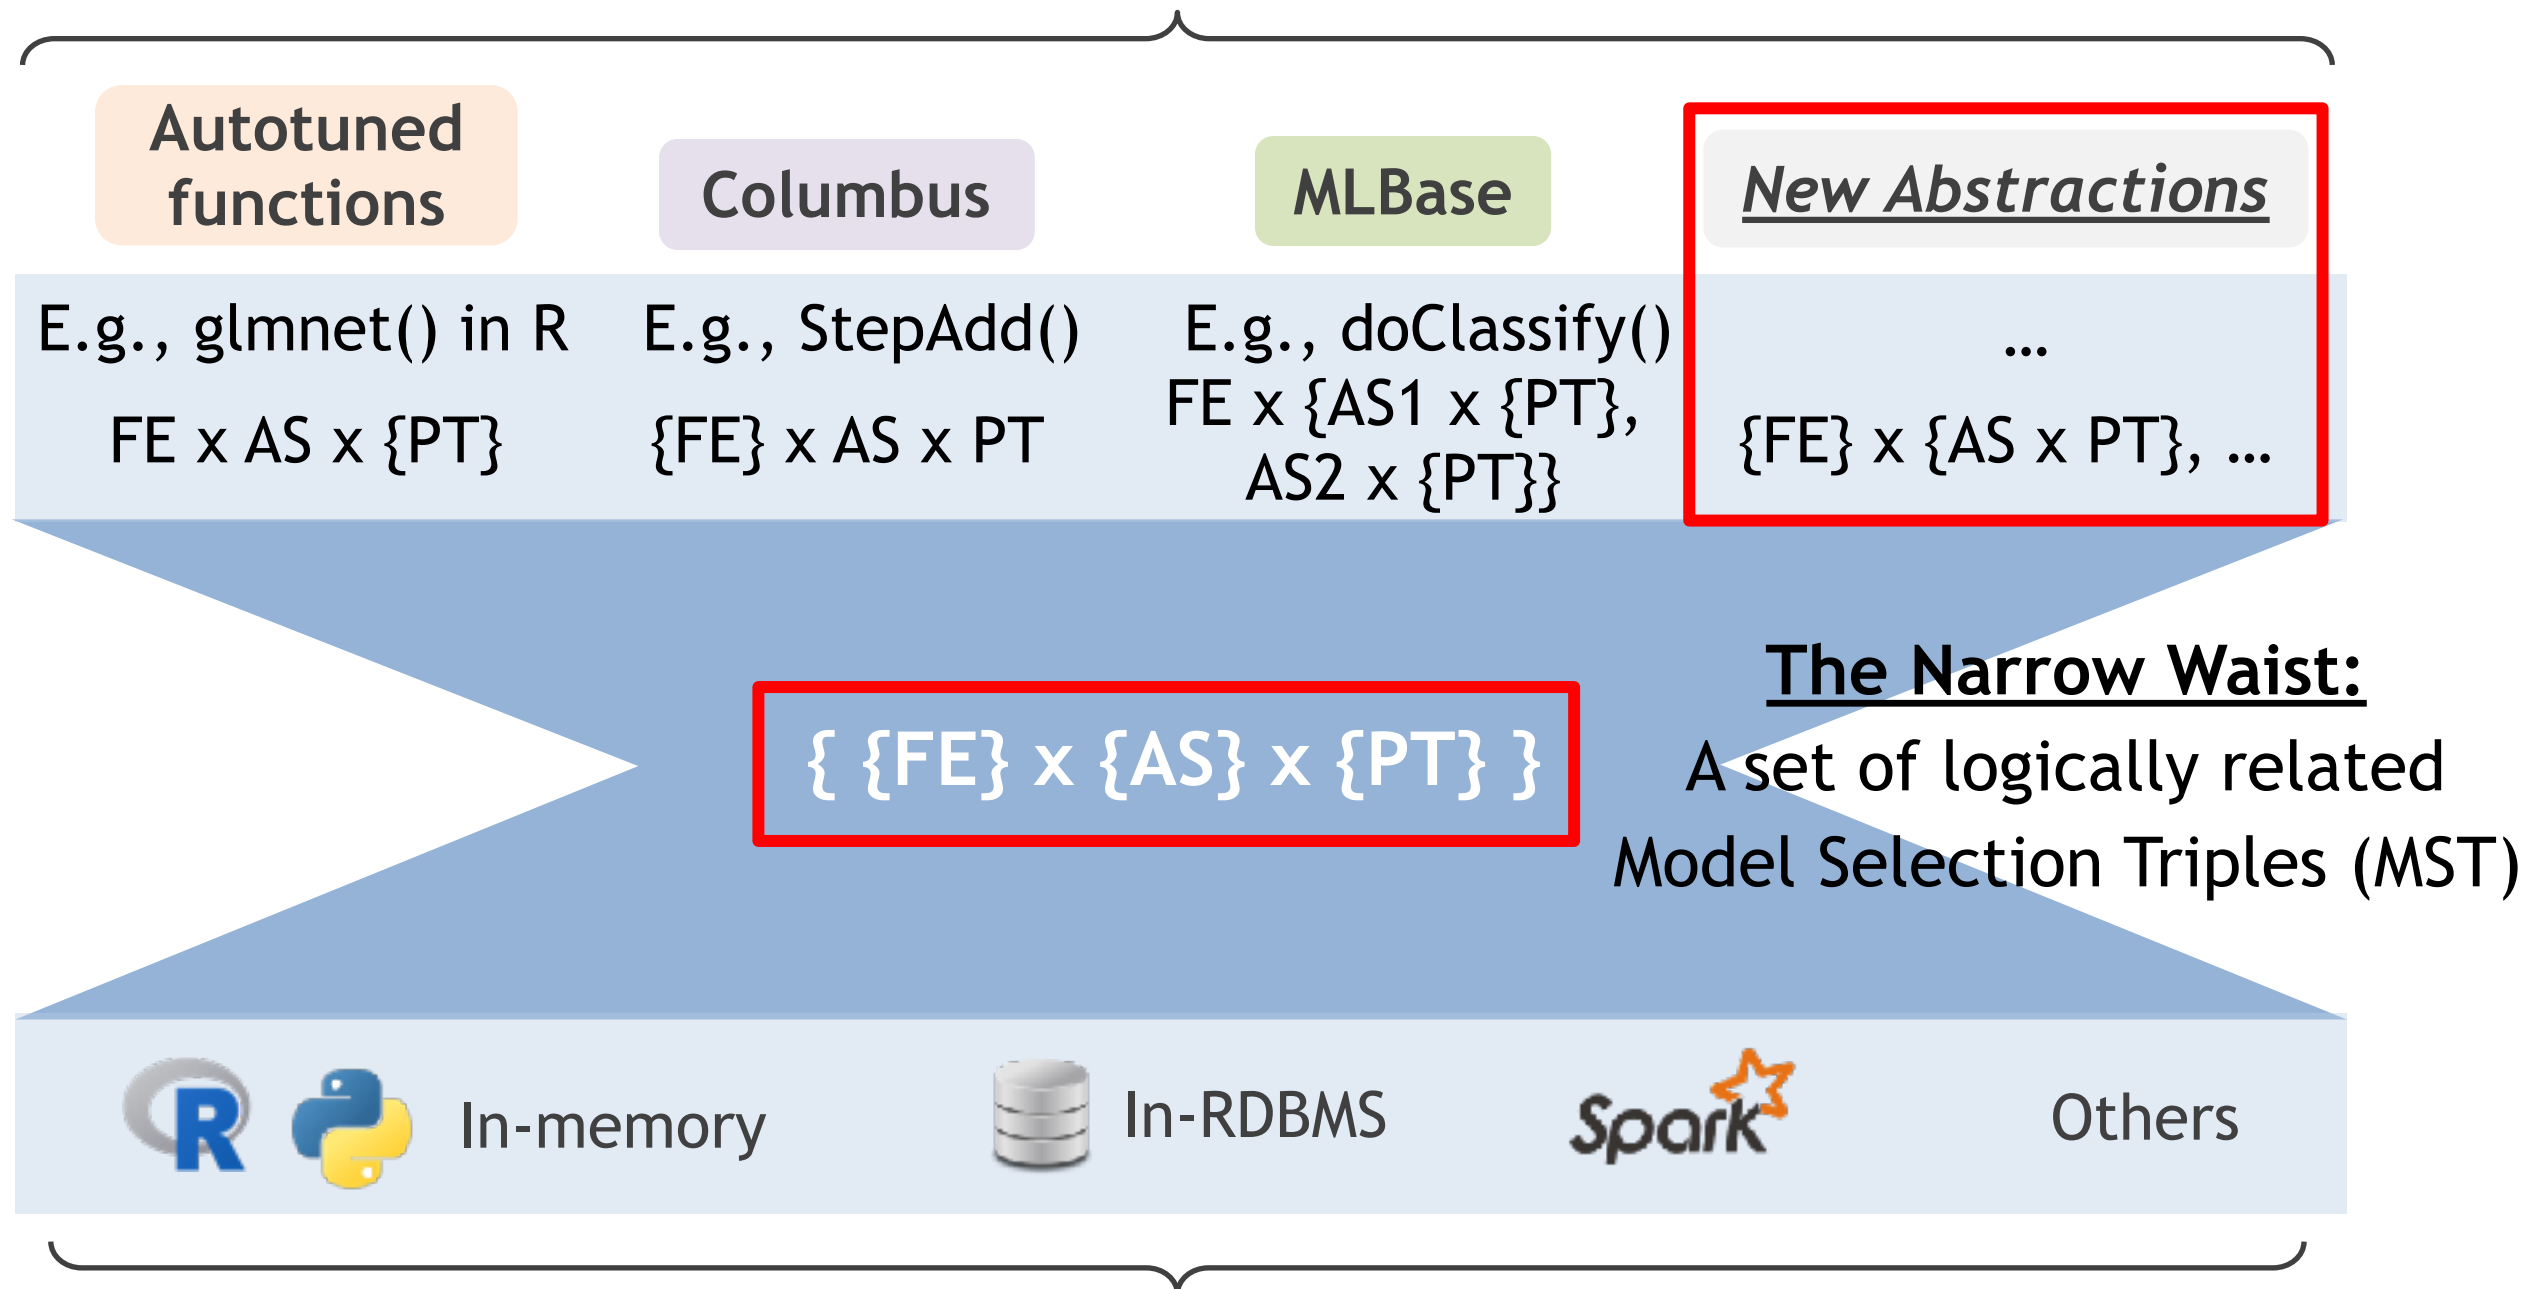 Autotuned
functions
Columbus
MLBase
New Abstractions
E.g., glmnet() in R
FE x AS x {PT}
E.g., StepAdd()
{FE} x AS x PT
E.g., doClassify()
FE x {AS1 x {PT},
AS2 x {PT}}
…
{FE} x {AS x PT}, …
{ {FE} x {AS} x {PT} }
The Narrow Waist:
A set of logically related
Model Selection Triples (MST)
R
In-memory
In-RDBMS
Spark
Others